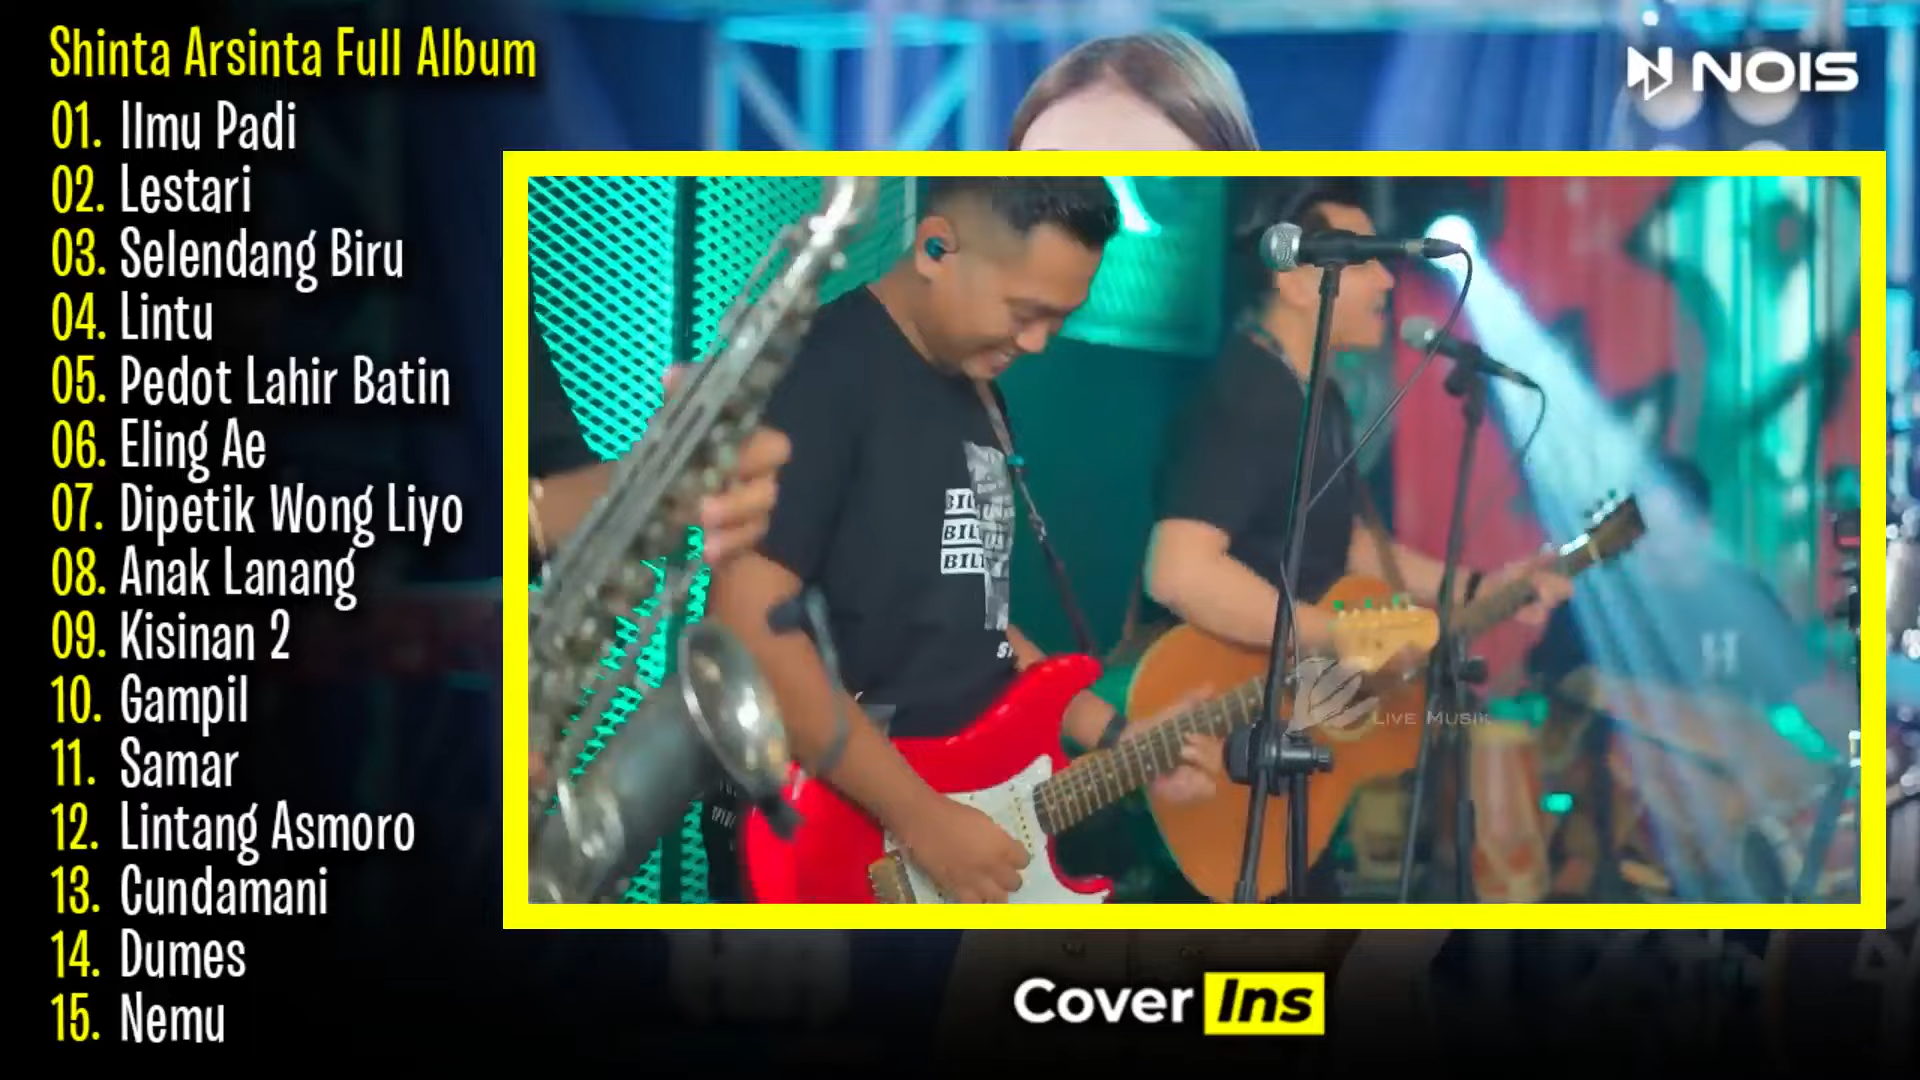 Shinta Arsinta Full Album
01. Ilmu Padi
02. Lestari
03. Selendang Biru
04. Lintu
05. Pedot Lahir Batin
06. Eling Ae
07. Dipetik Wong Liyo
08. Anak Lanang
09. Kisinan 2
10. Gampil
11. Samar
12. Lintang Asmoro
13. Cundamani
14. Dumes
15. Nemu
NOIS
Live Musik
Cover Ins